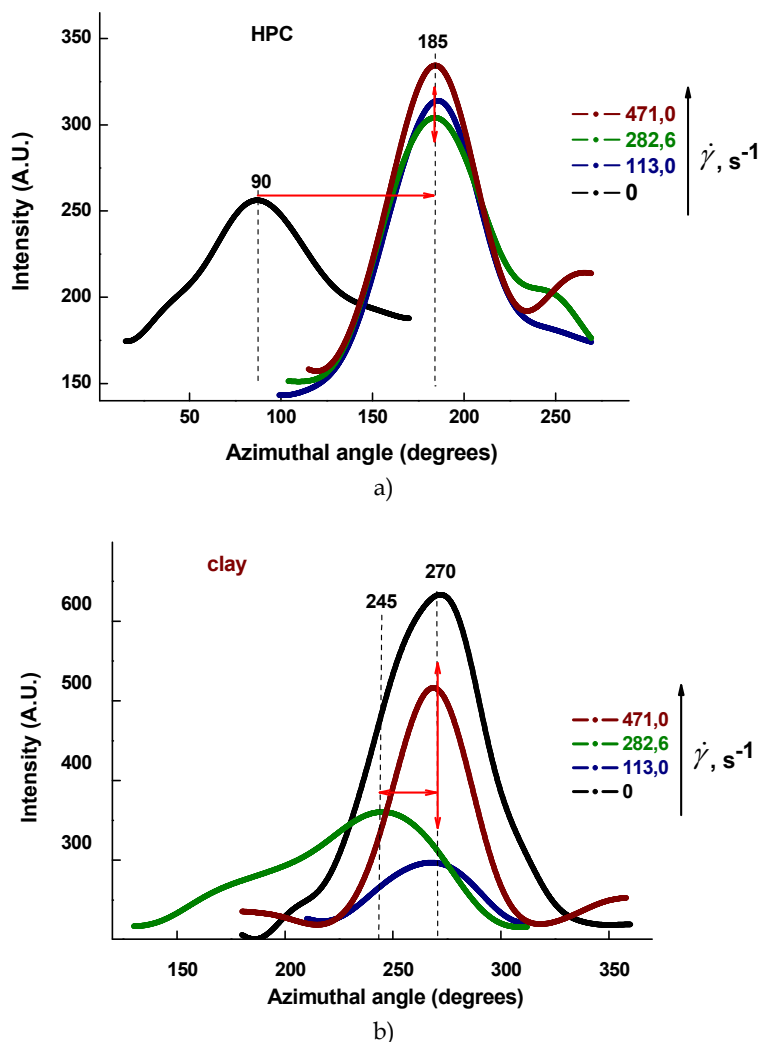 HPC
185
90
350
300
250
200
150
Intensity (A.U.)
50 100 150 200 250
Azimuthal angle (degrees)
471,0
282,6
113,0
0
γ̇, s⁻¹
a)
clay
270
245
600
500
400
300
Intensity (A.U.)
150 200 250 300 350
Azimuthal angle (degrees)
471,0
282,6
113,0
0
γ̇, s⁻¹
b)